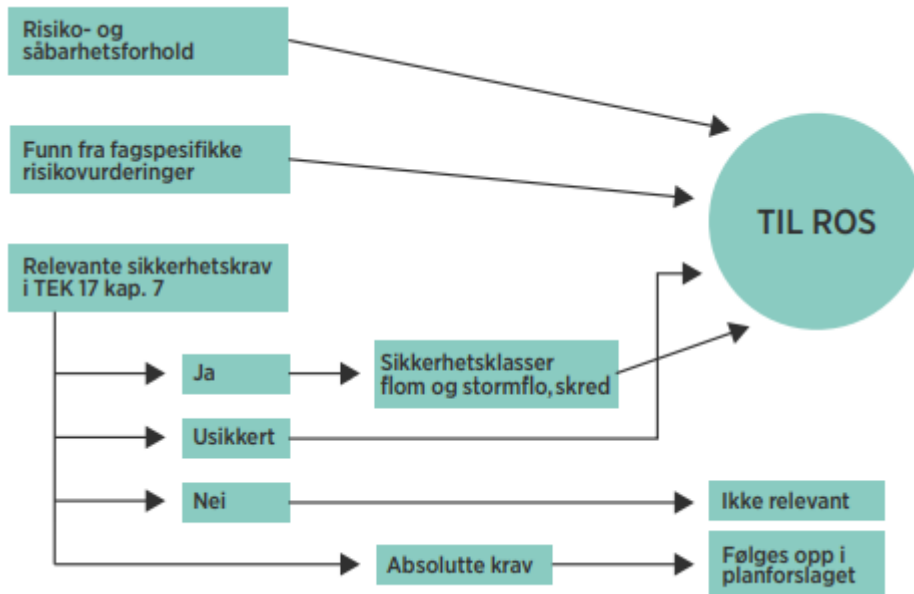 Risiko- og
såbarhetsforhold
Funn fra fagspesifikke
risikovurderinger
TIL ROS
Relevante sikkerhetskrav
i TEK 17 kap. 7
Ja
Sikkerhetsklasser
flom og stormflo, skred
Usikkert
Nei
Ikke relevant
Absolutte krav
Følges opp i
planforslaget